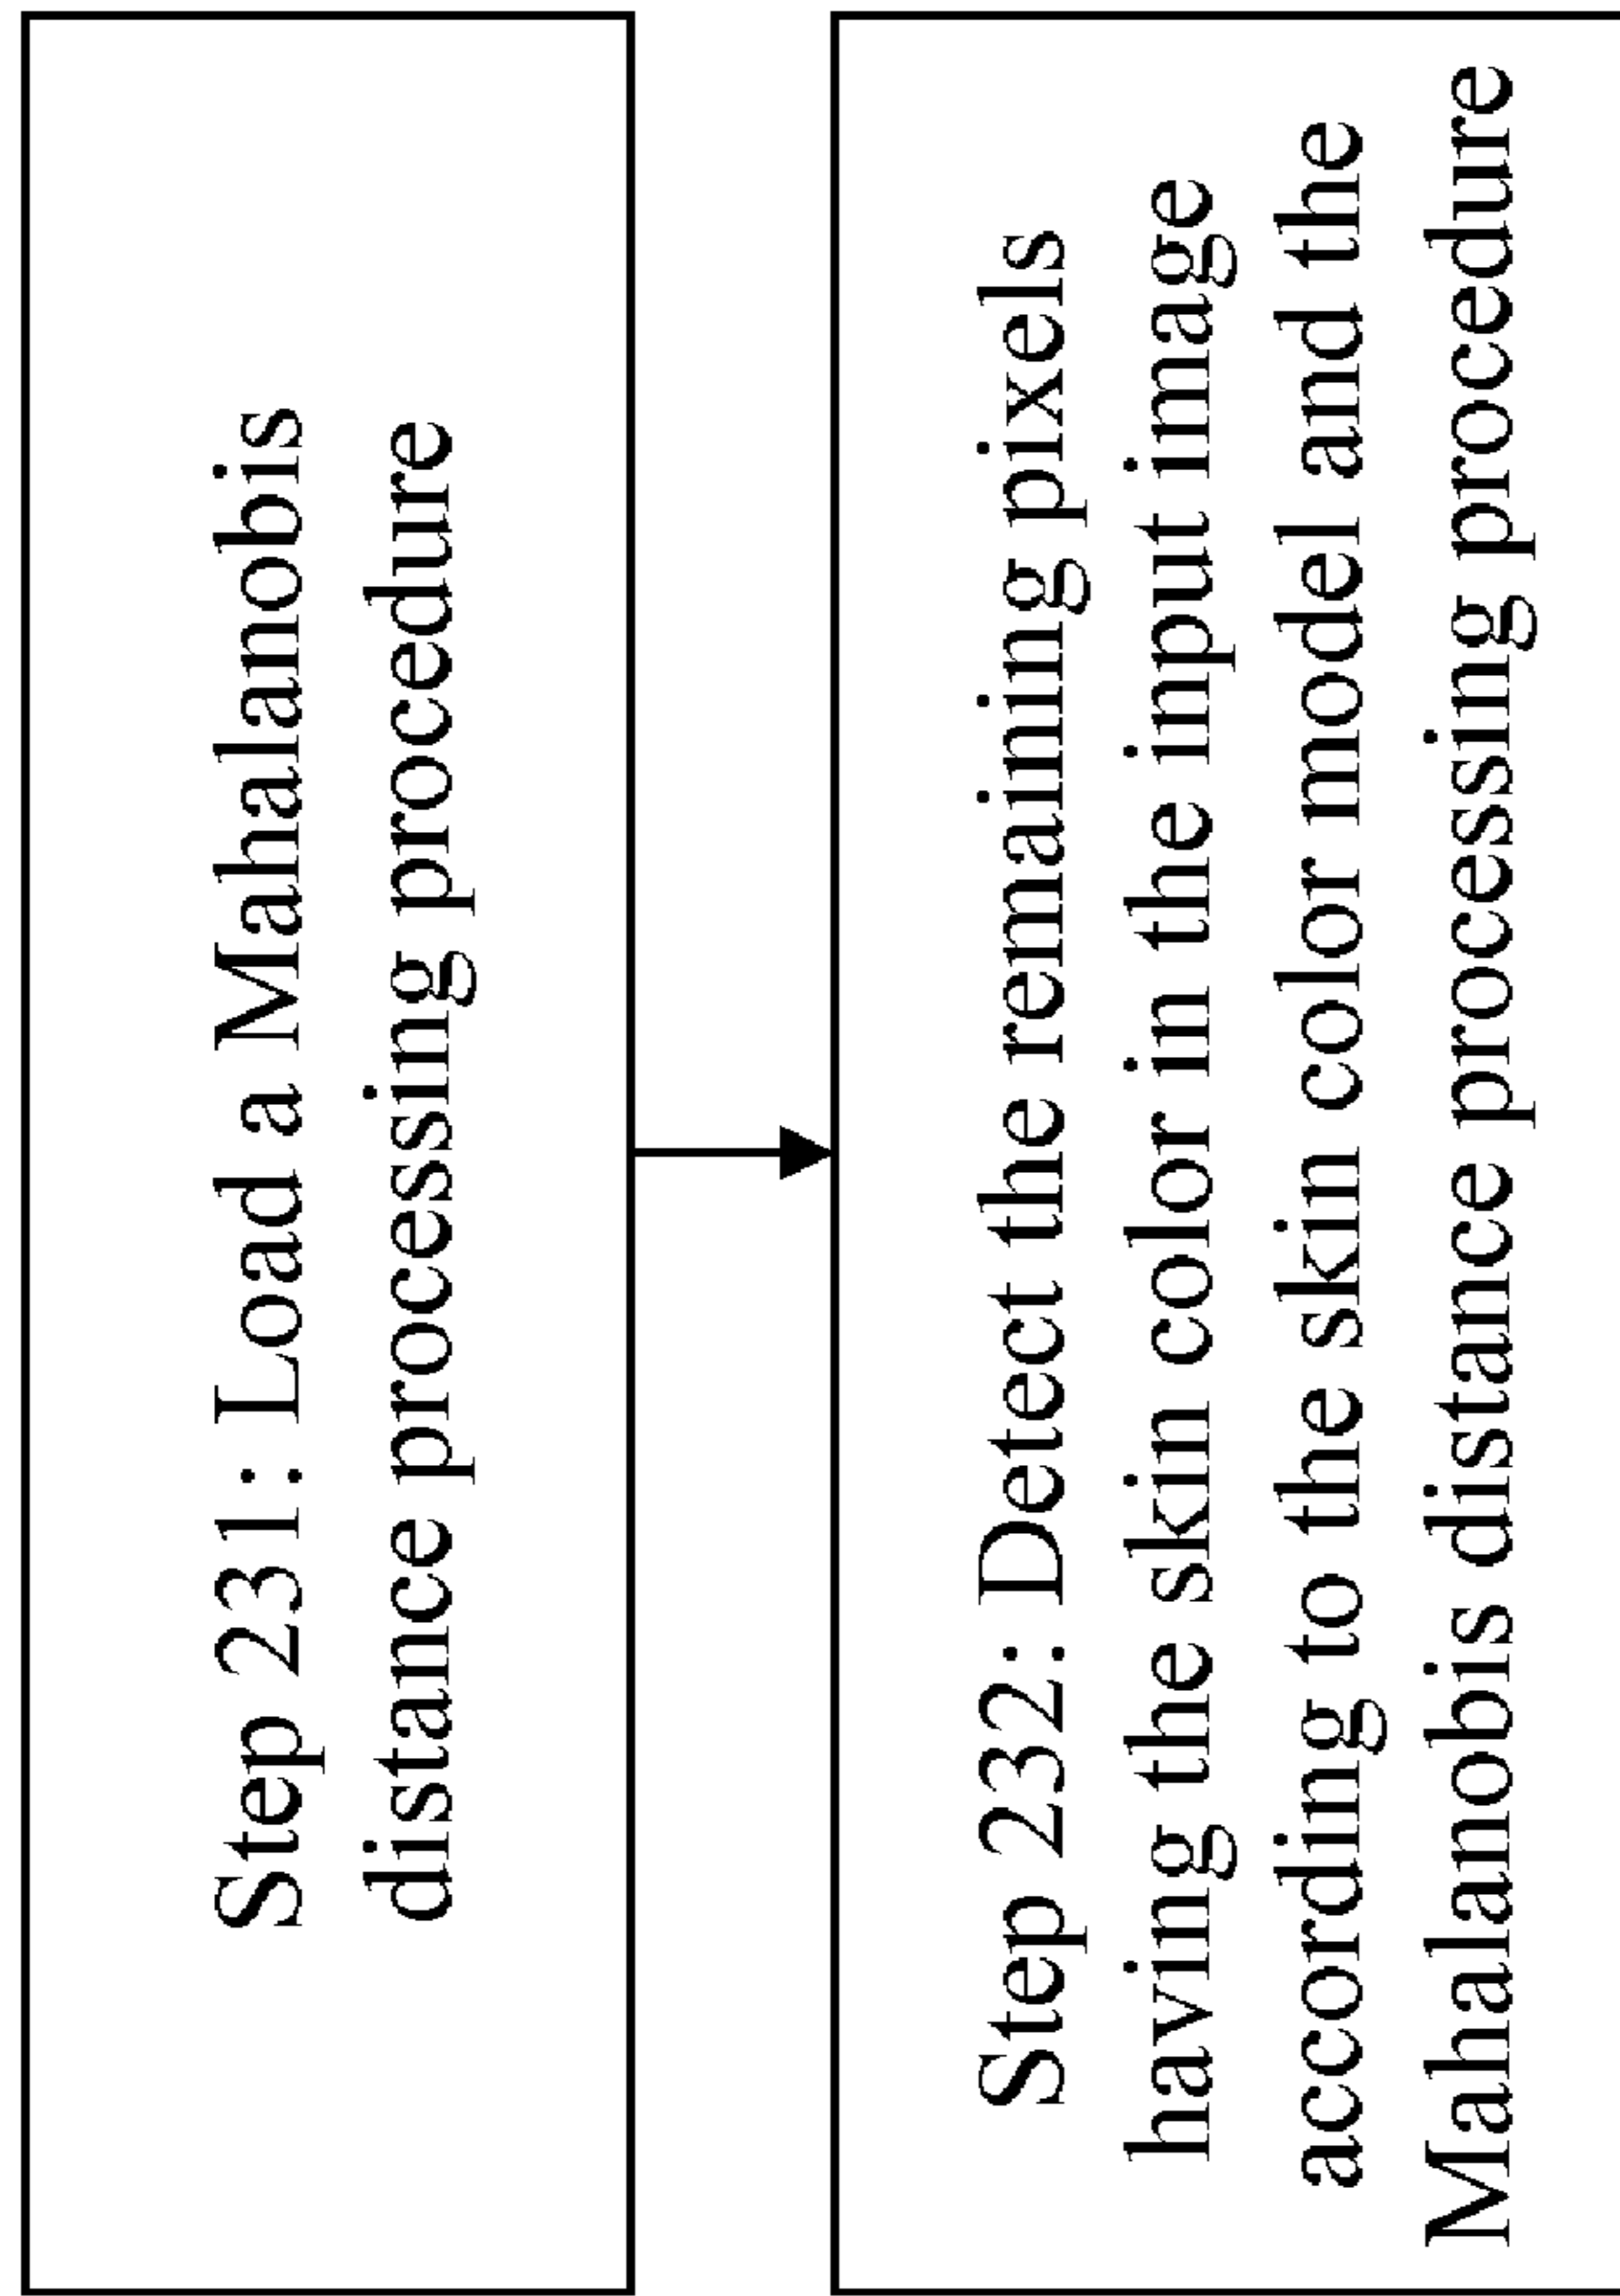 Step 231: Load a Mahalanobis
distance processing procedure
Step 232: Detect the remaining pixels
having the skin color in the input image
according to the skin color model and the
Mahalanobis distance processing procedure